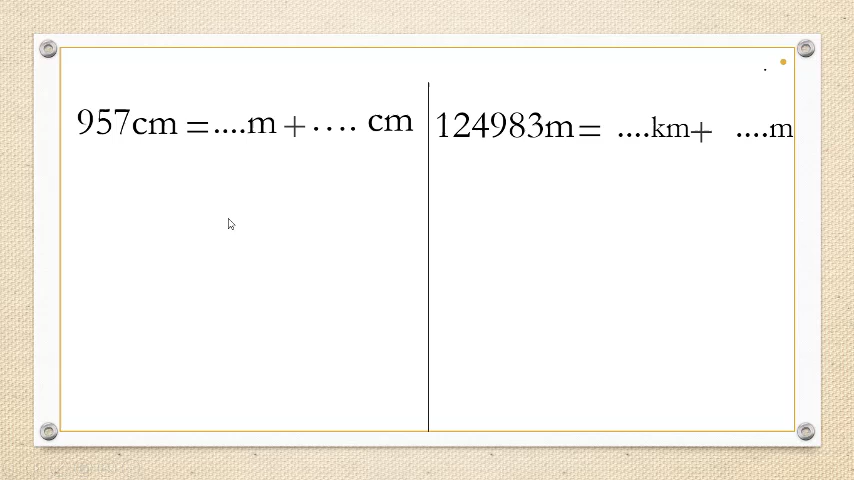 957cm =....m + .... cm
124983m= ....km+ ....m